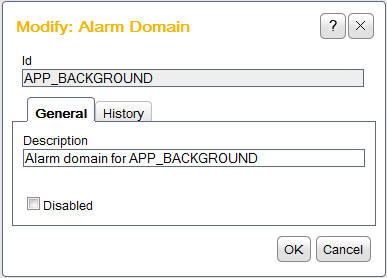 Modify: Alarm Domain
?
Id
APP_BACKGROUND
General History
Description
Alarm domain for APP_BACKGROUND
Disabled
OK Cancel